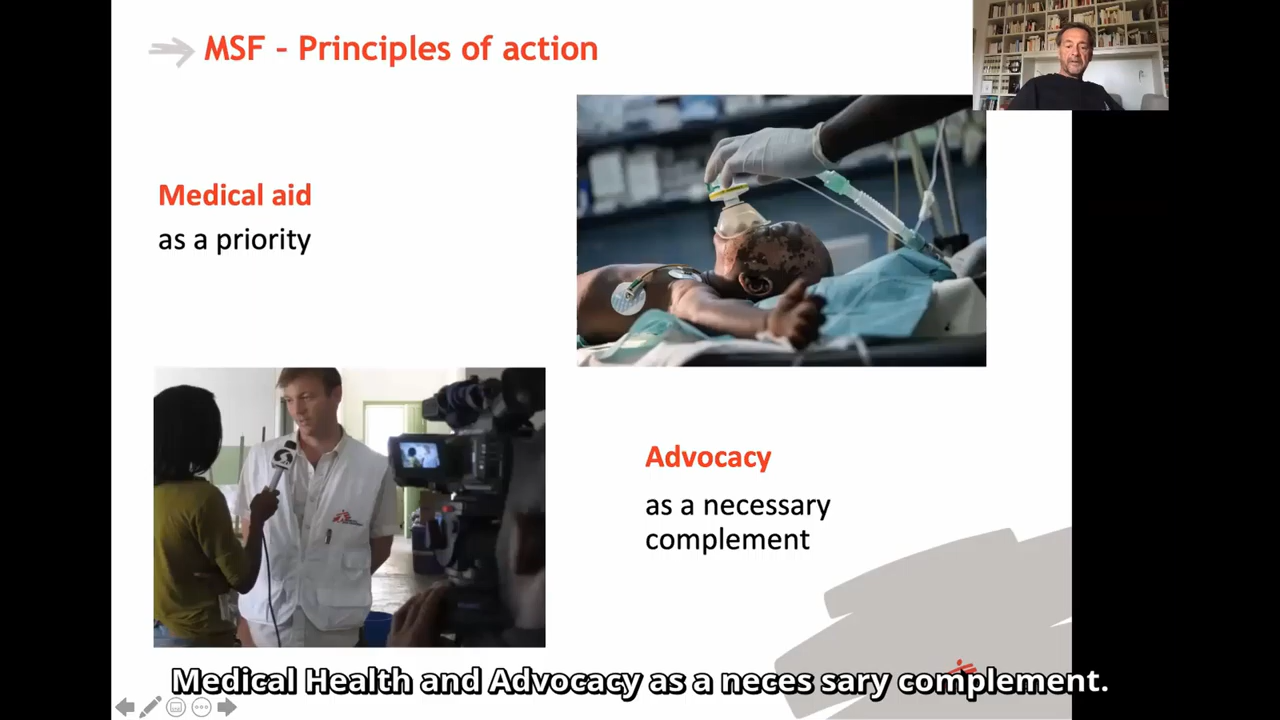 MSF - Principles of action
Medical aid
as a priority
Advocacy
as a necessary
complement
Medical Health and Advocacy as a neces sary complement.